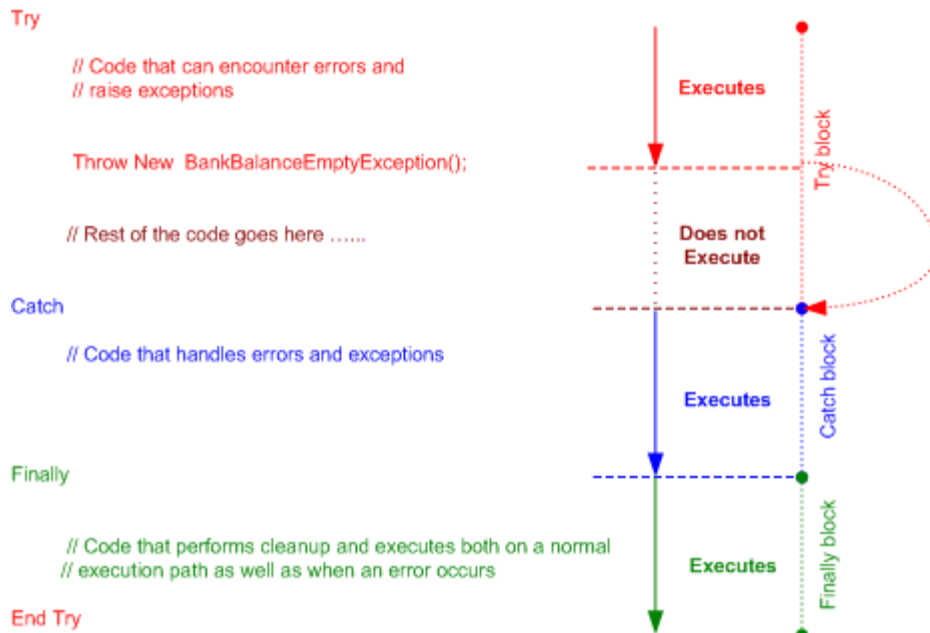 Try
// Code that can encounter errors and
// raise exceptions
Executes
Try block
Throw New BankBalanceEmptyException();
// Rest of the code goes here ......
Does not
Execute
Catch
// Code that handles errors and exceptions
Executes
Catch block
Finally
// Code that performs cleanup and executes both on a normal
// execution path as well as when an error occurs
Executes
Finally block
End Try